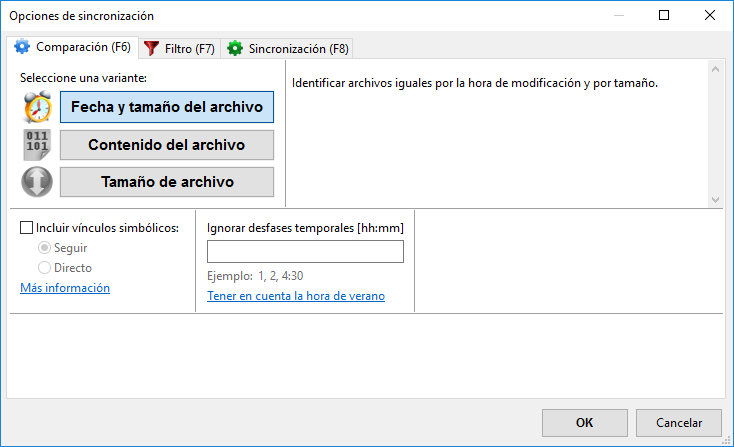 Opciones de sincronización
Comparación (F6)
Filtro (F7)
Sincronización (F8)
Seleccione una variante:
Fecha y tamaño del archivo
011
101
Contenido del archivo
Tamaño de archivo
Identificar archivos iguales por la hora de modificación y por tamaño.
Incluir vínculos simbólicos:
Seguir
Directo
Más información
Ignorar desfases temporales [hh:mm]
Ejemplo: 1, 2, 4:30
Tener en cuenta la hora de verano
OK
Cancelar